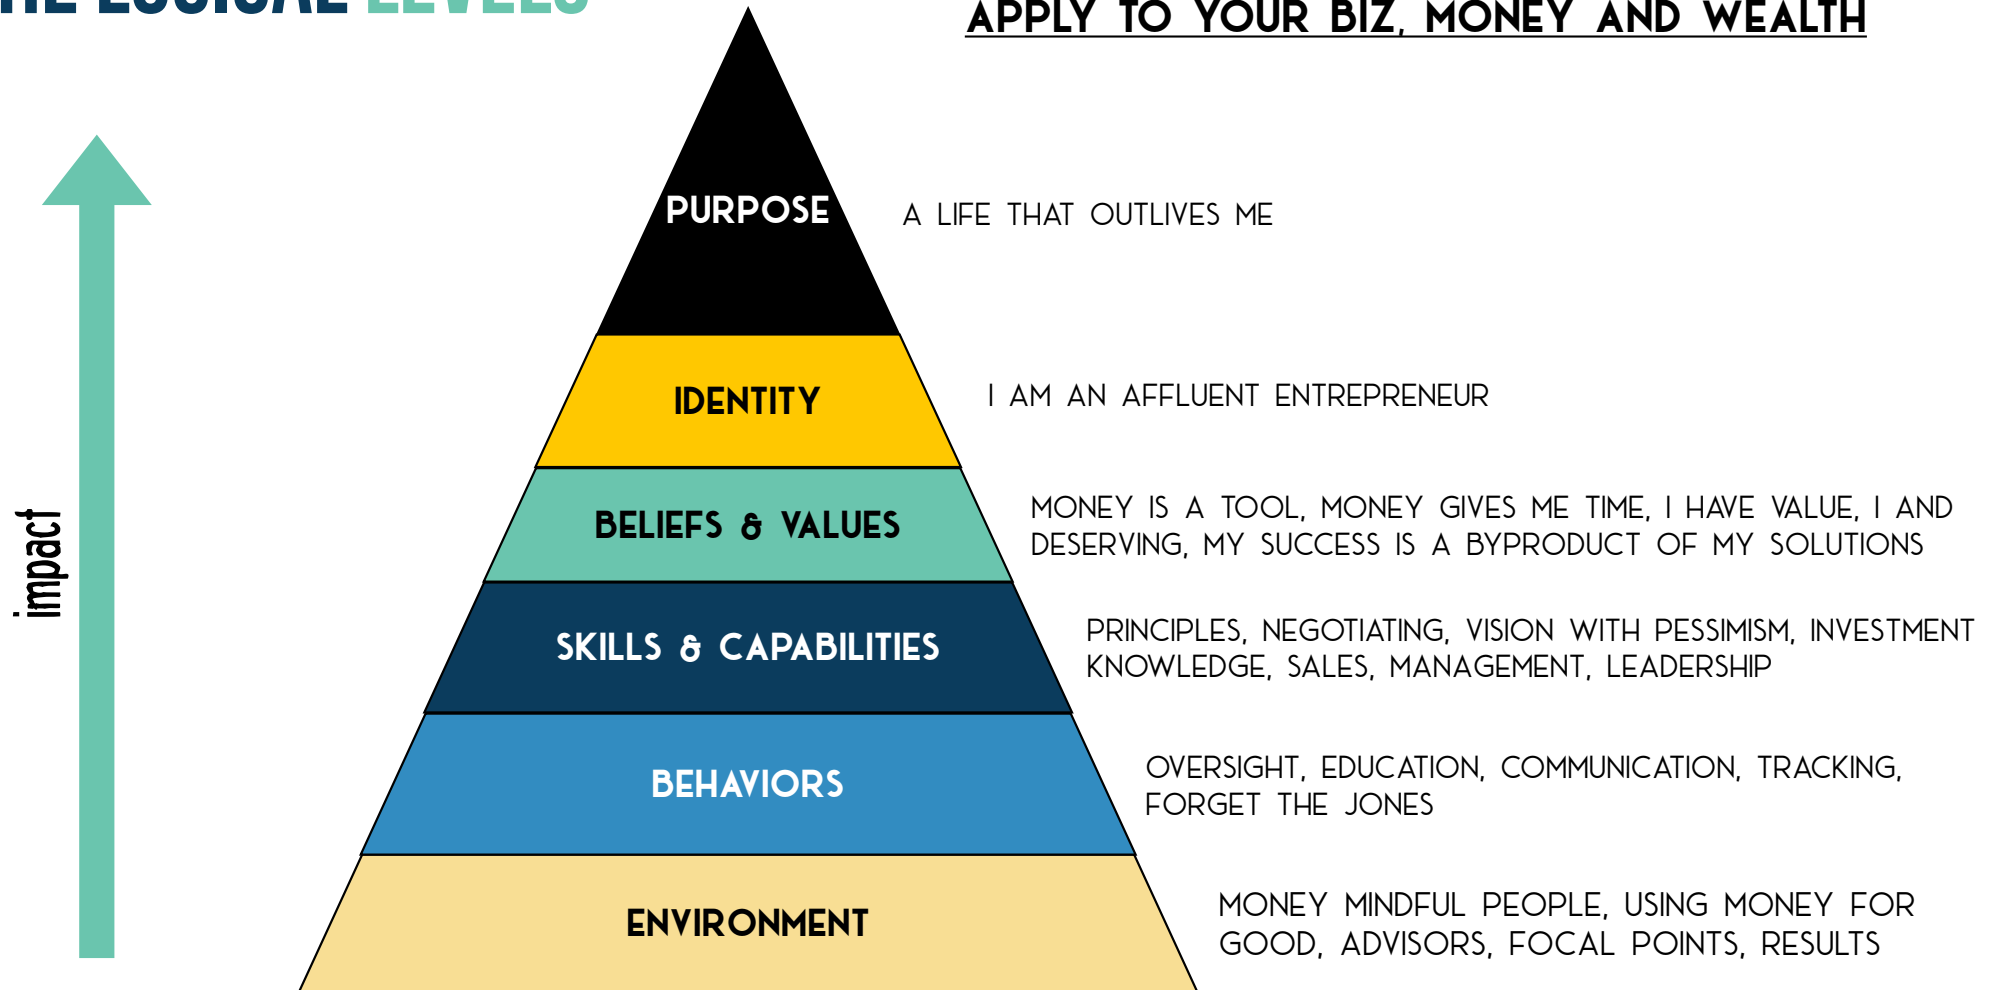 THE LOGICAL LEVELS
APPLY TO YOUR BIZ, MONEY AND WEALTH
PURPOSE
A LIFE THAT OUTLIVES ME
IDENTITY
I AM AN AFFLUENT ENTREPRENEUR
BELIEFS & VALUES
MONEY IS A TOOL, MONEY GIVES ME TIME, I HAVE VALUE, I AND
DESERVING, MY SUCCESS IS A BYPRODUCT OF MY SOLUTIONS
impact
SKILLS & CAPABILITIES
PRINCIPLES, NEGOTIATING, VISION WITH PESSIMISM, INVESTMENT
KNOWLEDGE, SALES, MANAGEMENT, LEADERSHIP
BEHAVIORS
OVERSIGHT, EDUCATION, COMMUNICATION, TRACKING,
FORGET THE JONES
ENVIRONMENT
MONEY MINDFUL PEOPLE, USING MONEY FOR
GOOD, ADVISORS, FOCAL POINTS, RESULTS